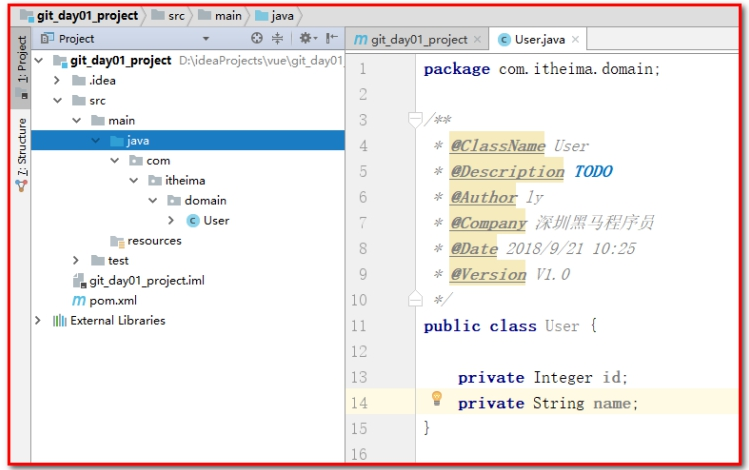 git_day01_project src main java
Project
1: Project
7: Structure
git_day01_project D:\ideaProjects\vue\git_day01_
.idea
src
main
java
com
itheima
domain
User
resources
test
git_day01_project.iml
pom.xml
External Libraries
git_day01_project User.java
1 package com.itheima.domain;
2
3 /**
4 * @ClassName User
5 * @Description TODO
6 * @Author ly
7 * @Company 深圳黑马程序员
8 * @Date 2018/9/21 10:25
9 * @Version V1.0
10 */
11 public class User {
12
13 private Integer id;
14 private String name;
15 }
16